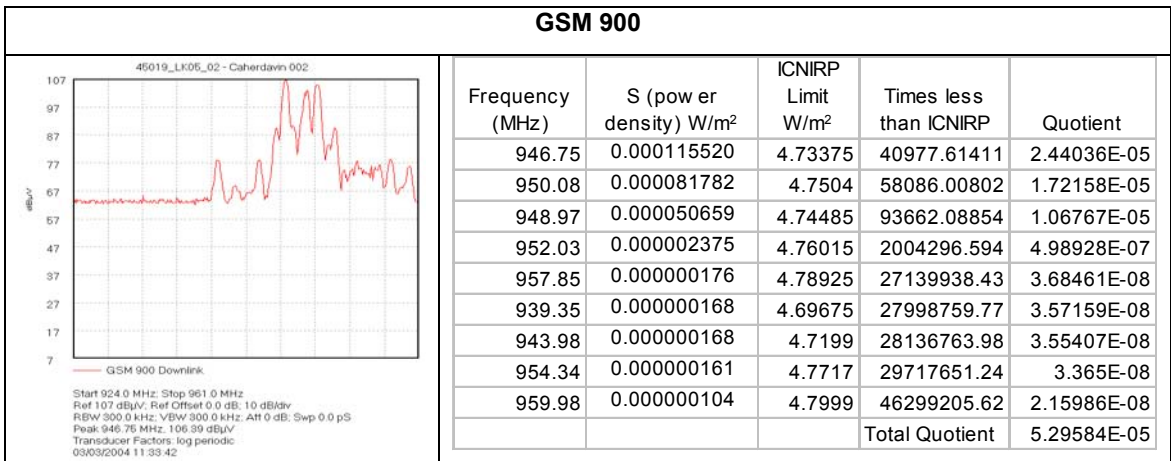 GSM 900
45019_LK05_02 - Caherdavin 002
107
97
87
77
67
57
47
37
27
17
7
dBµV
GSM 900 Downlink
Start 924.0 MHz; Stop 961.0 MHz
Ref 107 dBµV; Ref Offset 0.0 dB; 10 dB/div
RBW 300.0 kHz; VBW 300.0 kHz; Att 0 dB; Swp 0.0 pS
Peak 946.75 MHz, 106.89 dBµV
Transducer Factors: log periodic
03/03/2004 11:33:42
Frequency (MHz) S (pow er density) W/m² ICNIRP Limit W/m² Times less than ICNIRP Quotient
946.75 0.000115520 4.73375 40977.61411 2.44036E-05
950.08 0.000081782 4.7504 58086.00802 1.72158E-05
948.97 0.000050659 4.74485 93662.08854 1.06767E-05
952.03 0.000002375 4.76015 2004296.594 4.98928E-07
957.85 0.000000176 4.78925 27139938.43 3.68461E-08
939.35 0.000000168 4.69675 27998759.77 3.57159E-08
943.98 0.000000168 4.7199 28136763.98 3.55407E-08
954.34 0.000000161 4.7717 29717651.24 3.365E-08
959.98 0.000000104 4.7999 46299205.62 2.15986E-08
Total Quotient 5.29584E-05